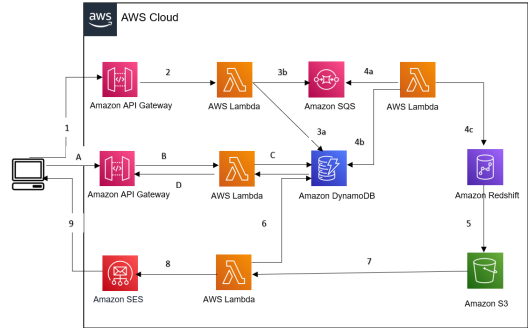 aws
AWS Cloud
2
3b
4a
Amazon API Gateway
AWS Lambda
Amazon SQS
AWS Lambda
1
3a
4b
4c
A
B
C
D
Amazon API Gateway
AWS Lambda
Amazon DynamoDB
Amazon Redshift
9
6
5
8
7
Amazon SES
AWS Lambda
Amazon S3